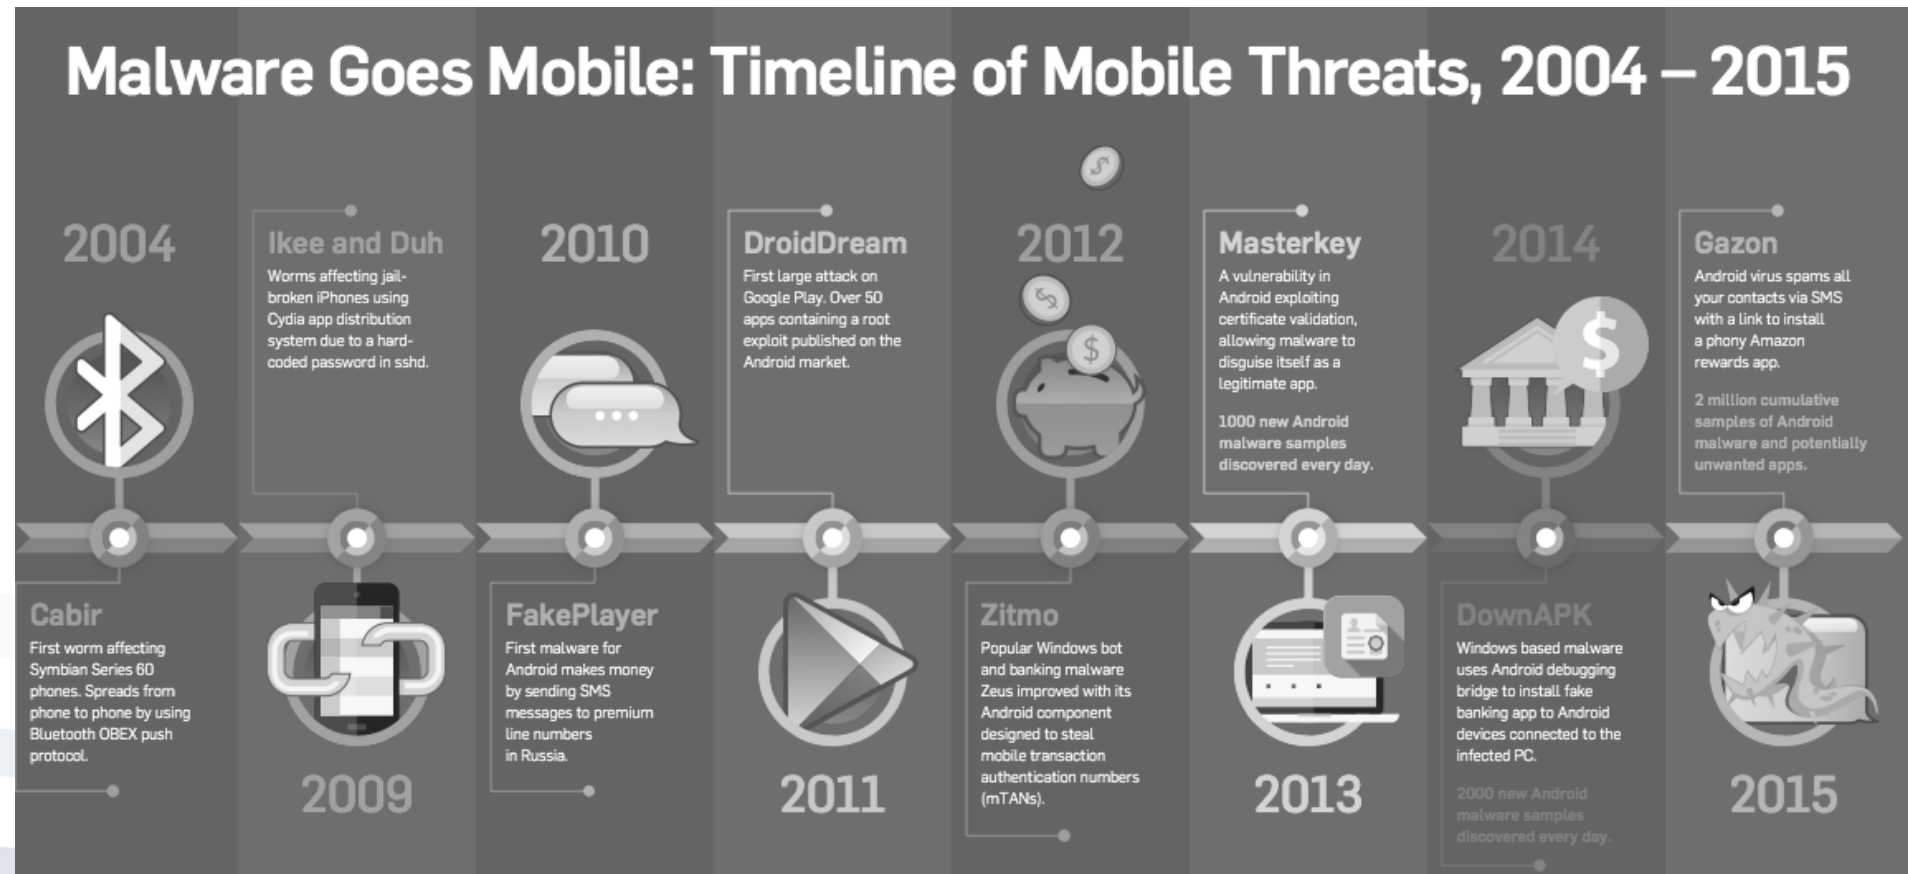 Malware Goes Mobile: Timeline of Mobile Threats, 2004 – 2015
2004
Cabir
First worm affecting
Symbian Series 60
phones. Spreads from
phone to phone by using
Bluetooth OBEX push
protocol.
Ikee and Duh
Worms affecting jail-
broken iPhones using
Cydia app distribution
system due to a hard-
coded password in sshd.
2009
2010
FakePlayer
First malware for
Android makes money
by sending SMS
messages to premium
line numbers
in Russia.
DroidDream
First large attack on
Google Play. Over 50
apps containing a root
exploit published on the
Android market.
2011
2012
Zitmo
Popular Windows bot
and banking malware
Zeus improved with its
Android component
designed to steal
mobile transaction
authentication numbers
(mTANs).
Masterkey
A vulnerability in
Android exploiting
certificate validation,
allowing malware to
disguise itself as a
legitimate app.
1000 new Android
malware samples
discovered every day.
2013
2014
DownAPK
Windows based malware
uses Android debugging
bridge to install fake
banking app to Android
devices connected to the
infected PC.
2000 new Android
malware samples
discovered every day.
Gazon
Android virus spams all
your contacts via SMS
with a link to install
a phony Amazon
rewards app.
2 million cumulative
samples of Android
malware and potentially
unwanted apps.
2015